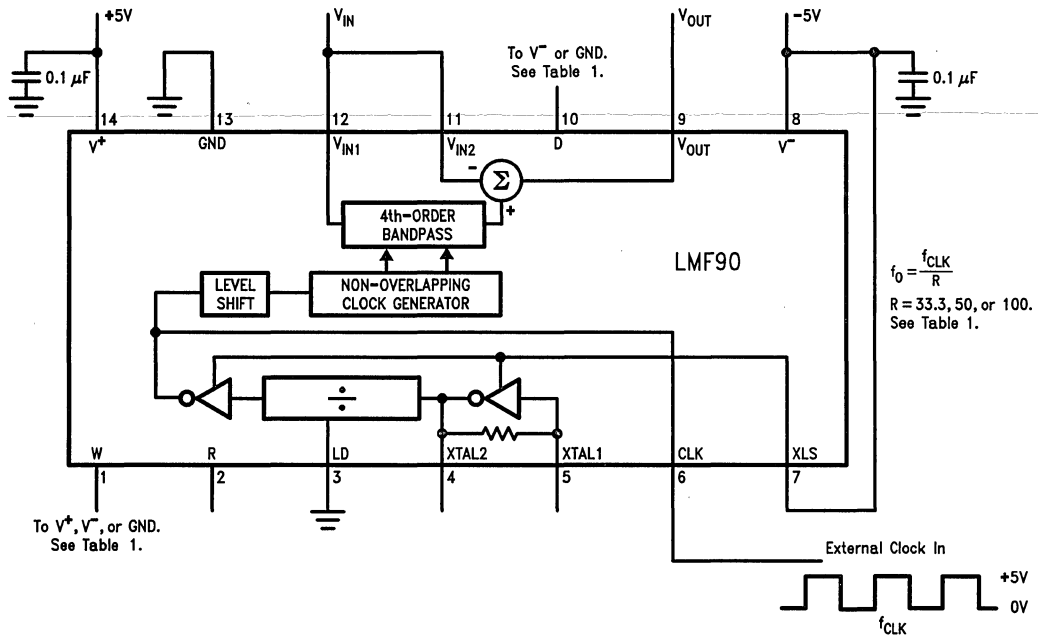 +5V
V_IN
V_OUT
−5V
0.1 μF
To V⁻ or GND.
See Table 1.
0.1 μF
14
13
12
11
10
9
8
V⁺
GND
V_IN1
V_IN2
D
V_OUT
V⁻
−
Σ
+
4th-ORDER
BANDPASS
LMF90
LEVEL
SHIFT
NON-OVERLAPPING
CLOCK GENERATOR
f_O = f_CLK / R
R = 33.3, 50, or 100.
See Table 1.
÷
W
R
LD
XTAL2
XTAL1
CLK
XLS
1
2
3
4
5
6
7
To V⁺, V⁻, or GND.
See Table 1.
External Clock In
+5V
0V
f_CLK